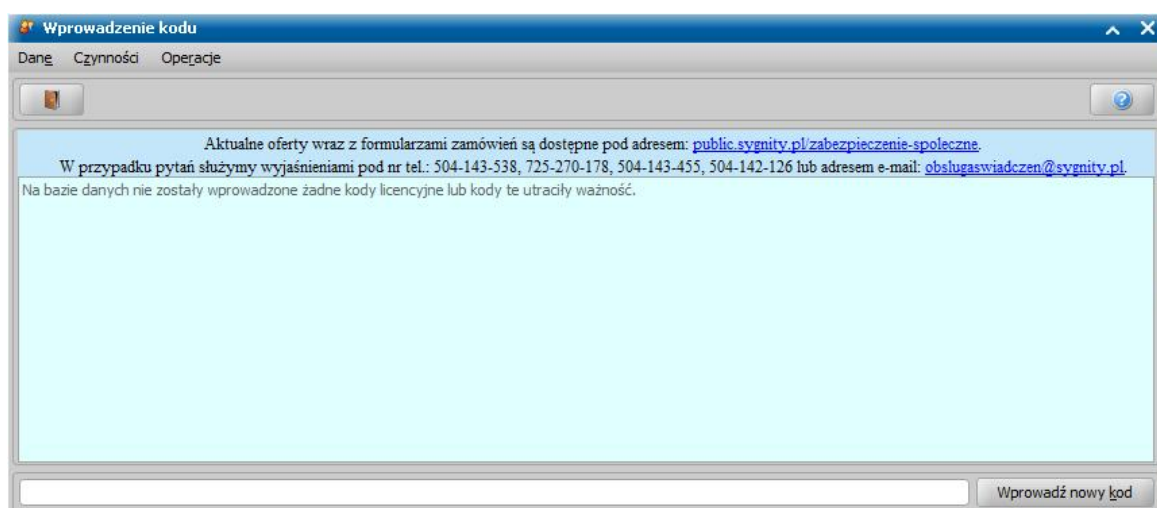 Wprowadzenie kodu
Dane Czynności Operacje
Aktualne oferty wraz z formularzami zamówień są dostępne pod adresem: public.sygnity.pl/zabezpieczenie-spoleczne.
W przypadku pytań służymy wyjaśnieniami pod nr tel.: 504-143-538, 725-270-178, 504-143-455, 504-142-126 lub adresem e-mail: obslugaswiadczen@sygnity.pl.
Na bazie danych nie zostały wprowadzone żadne kody licencyjne lub kody te utraciły ważność.
Wprowadź nowy kod